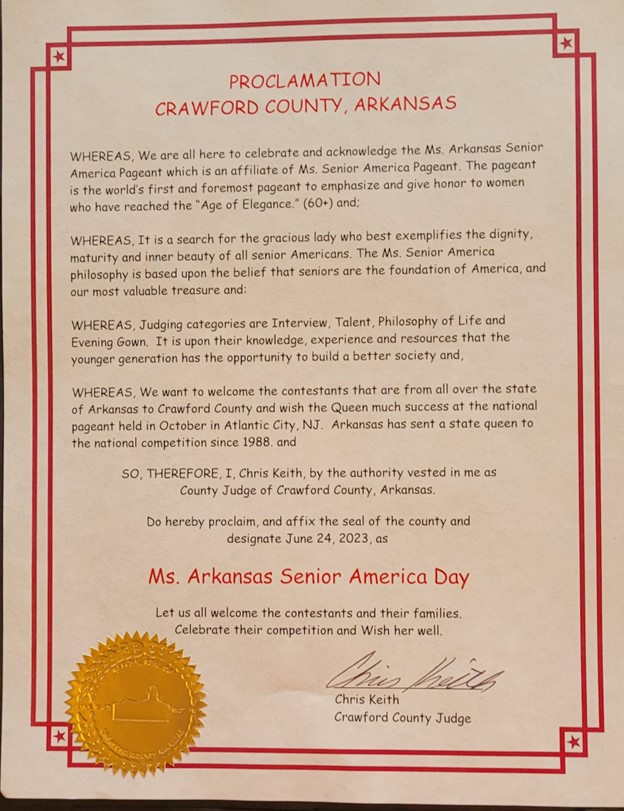 PROCLAMATION
CRAWFORD COUNTY, ARKANSAS
WHEREAS, We are all here to celebrate and acknowledge the Ms. Arkansas Senior
America Pageant which is an affiliate of Ms. Senior America Pageant. The pageant
is the world's first and foremost pageant to emphasize and give honor to women
who have reached the "Age of Elegance." (60+) and;
WHEREAS, It is a search for the gracious lady who best exemplifies the dignity,
maturity and inner beauty of all senior Americans. The Ms. Senior America
philosophy is based upon the belief that seniors are the foundation of America, and
our most valuable treasure and:
WHEREAS, Judging categories are Interview, Talent, Philosophy of Life and
Evening Gown. It is upon their knowledge, experience and resources that the
younger generation has the opportunity to build a better society and,
WHEREAS, We want to welcome the contestants that are from all over the state
of Arkansas to Crawford County and wish the Queen much success at the national
pageant held in October in Atlantic City, NJ. Arkansas has sent a state queen to
the national competition since 1988. and
SO, THEREFORE, I, Chris Keith, by the authority vested in me as
County Judge of Crawford County, Arkansas.
Do hereby proclaim, and affix the seal of the county and
designate June 24, 2023, as
Ms. Arkansas Senior America Day
Let us all welcome the contestants and their families.
Celebrate their competition and Wish her well.
Chris Keith
Chris Keith
Crawford County Judge